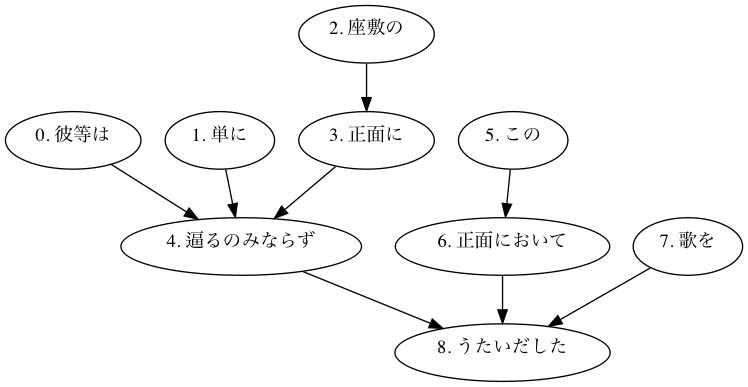 2. 座敷の
0. 彼等は
1. 単に
3. 正面に
5. この
4. 逼るのみならず
6. 正面において
7. 歌を
8. うたいだした